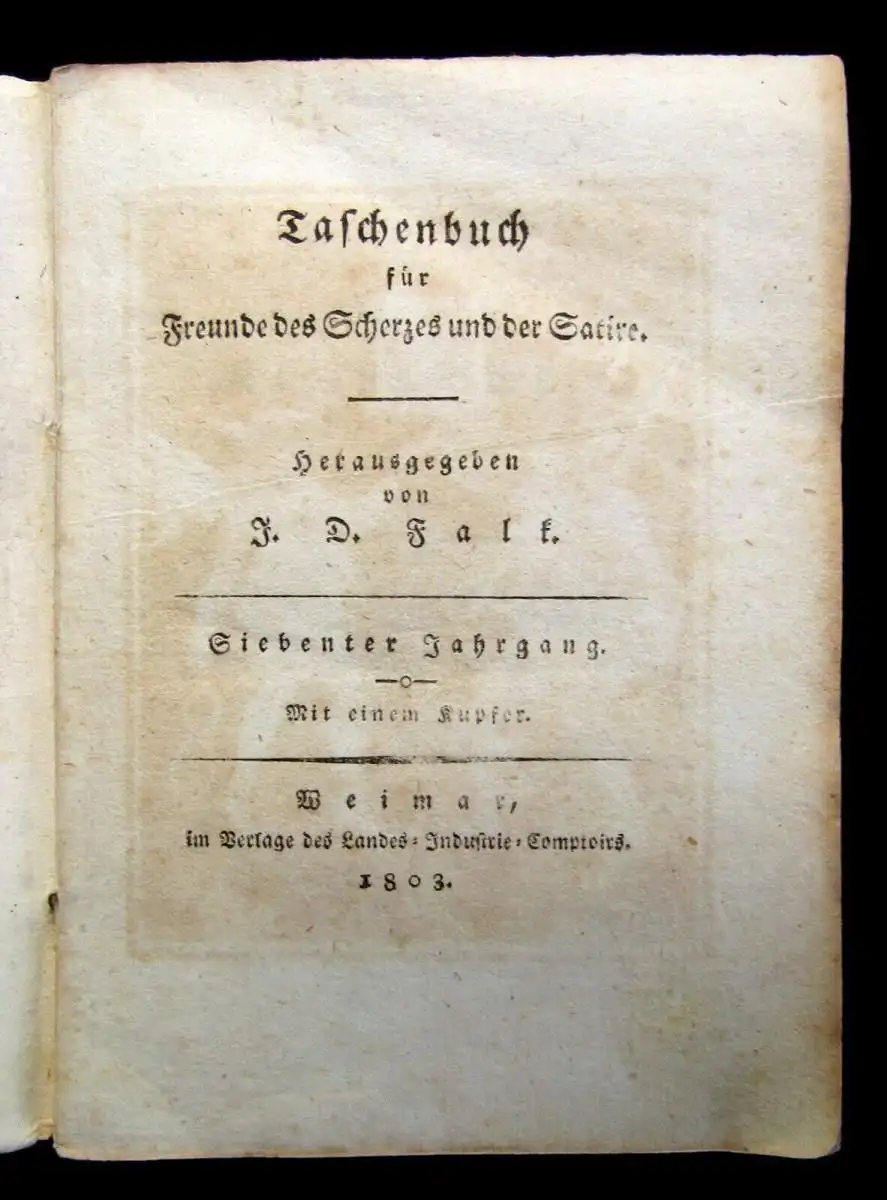 Taschenbuch
für
Freunde des Scherzes und der Satire.
Herausgegeben
von
J. D. Falk.
Siebenter Jahrgang.
Mit einem Kupfer.
Weimar,
im Verlage des Landes-Industrie-Comptoirs.
1803.